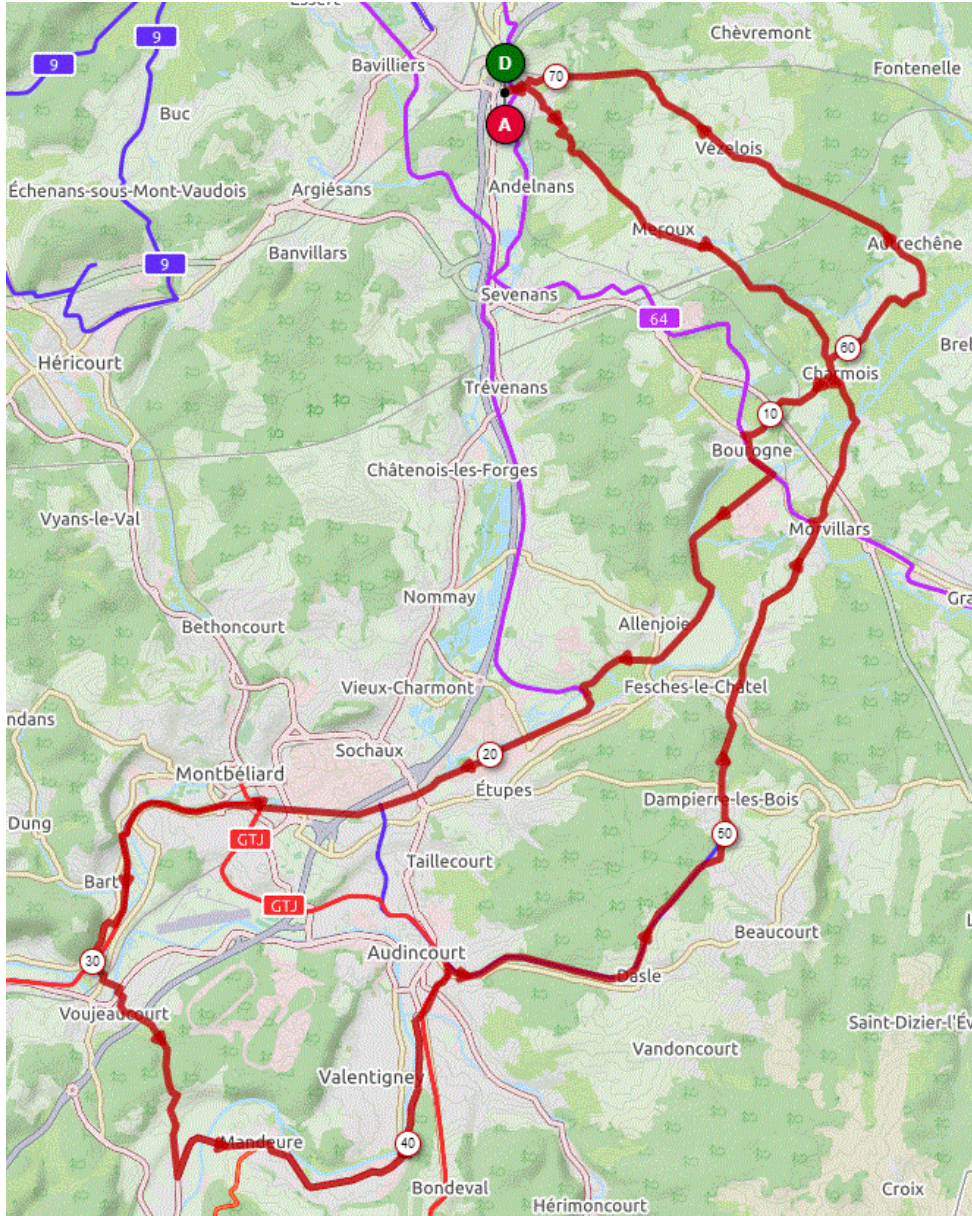 Essert
9
D
Chèvremont
9
Bavilliers
70
Fontenelle
Buc
A
Vézelois
Échenans-sous-Mont-Vaudois
Argiésans
Andelnans
Meroux
Autrechêne
Banvillars
9
Sevenans
64
60
Héricourt
Charmois
Trévenans
10
Bourogne
Châtenois-les-Forges
Vyans-le-Val
Morvillars
Nommay
Gra
Bethoncourt
Allenjoie
Vieux-Charmont
Fesches-le-Chatel
ndans
Sochaux
20
Montbéliard
Étupes
Dampierre-les-Bois
Dung
GTJ
50
Taillecourt
Bart
GTJ
Beaucourt
Audincourt
30
Dasle
Voujeaucourt
Saint-Dizier-l'Év
Vandoncourt
Valentigney
Mandeure
40
Bondeval
Croix
Hérimoncourt